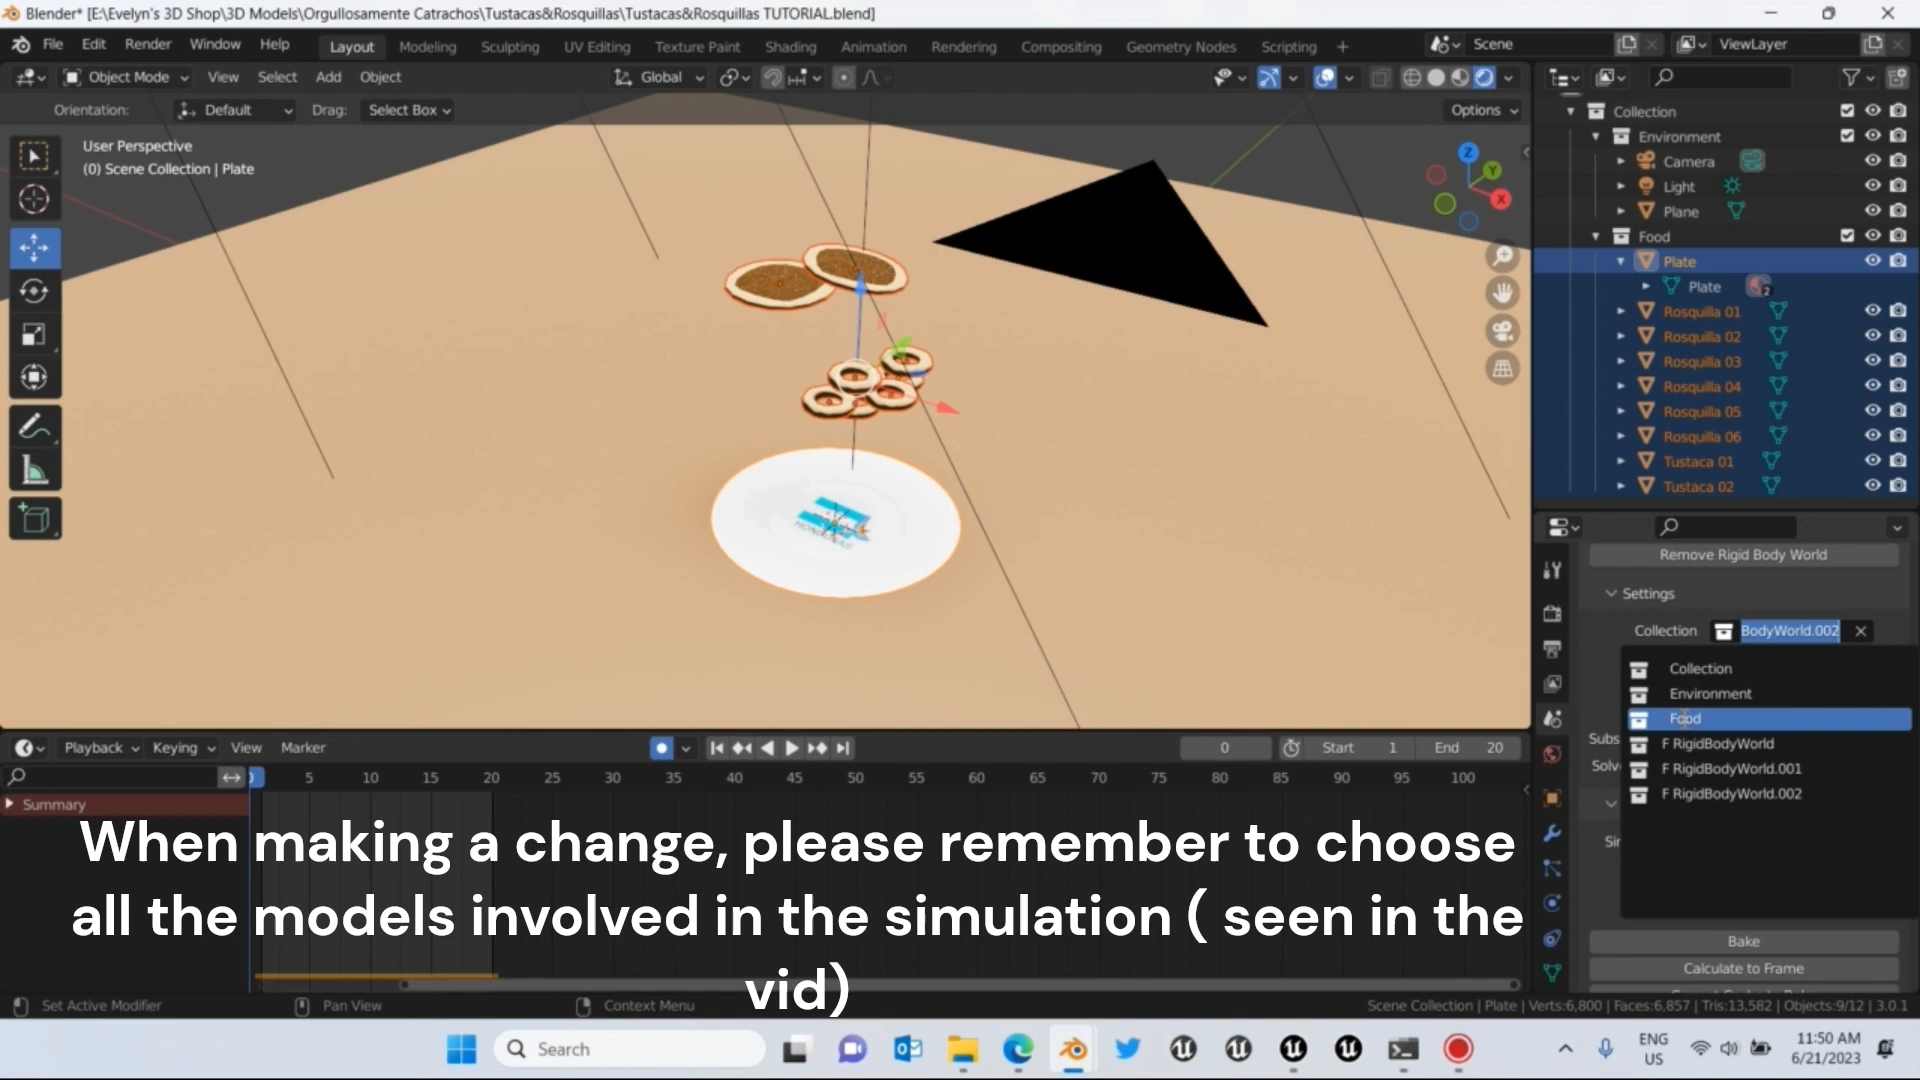 Blender* [E:\Evelyn's 3D Shop\3D Models\Orgullosamente Catrachos\Tustacas&Rosquillas\Tustacas&Rosquillas TUTORIAL.blend]
File Edit Render Window Help Layout Modeling Sculpting UV Editing Texture Paint Shading Animation Rendering Compositing Geometry Nodes Scripting + Scene ViewLayer
Object Mode View Select Add Object Global
Orientation: Default Drag: Select Box Options
User Perspective
(0) Scene Collection | Plate
Z
Y
X
Collection
Environment
Camera
Light
Plane
Food
Plate
Plate 2
Rosquilla 01
Rosquilla 02
Rosquilla 03
Rosquilla 04
Rosquilla 05
Rosquilla 06
Tustaca 01
Tustaca 02
Remove Rigid Body World
Settings
Collection BodyWorld.002
Collection
Environment
Food
F RigidBodyWorld
F RigidBodyWorld.001
F RigidBodyWorld.002
Subs
Solv
Sir
Bake
Calculate to Frame
Playback Keying View Marker 0 Start 1 End 20
0 5 10 15 20 25 30 35 40 45 50 55 60 65 70 75 80 85 90 95 100
Summary
When making a change, please remember to choose
all the models involved in the simulation ( seen in the
vid)
Set Active Modifier Pan View Context Menu Scene Collection | Plate | Verts:6,800 | Faces:6,857 | Tris:13,582 | Objects:9/12 | 3.0.1
Search
ENG
US
11:50 AM
6/21/2023